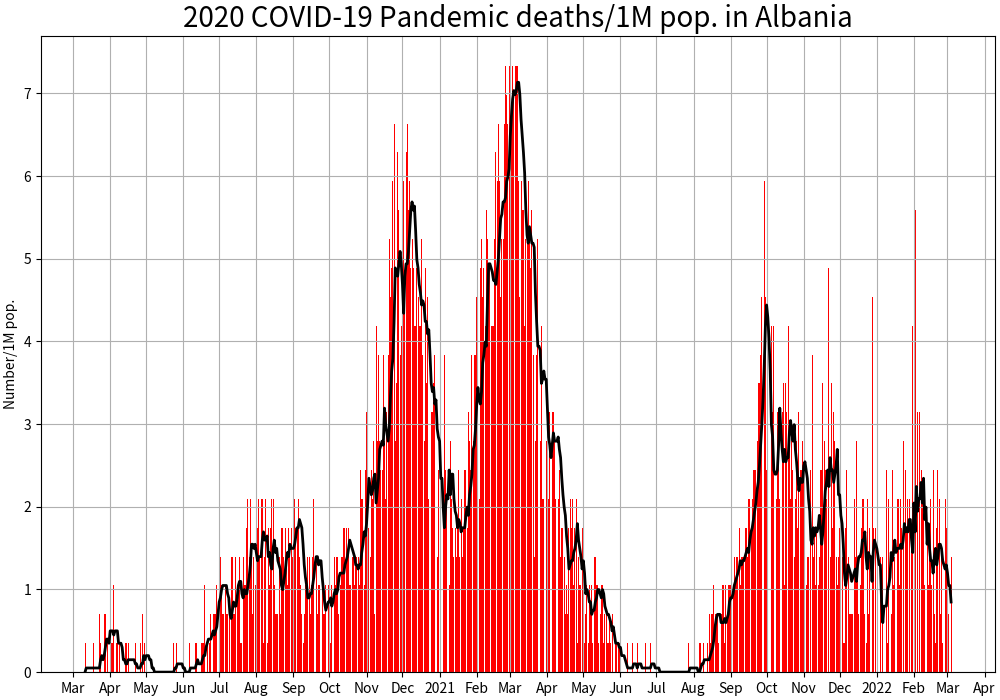 2020 COVID-19 Pandemic deaths/1M pop. in Albania
Number/1M pop.
7
6
5
4
3
2
1
0
Mar Apr May Jun Jul Aug Sep Oct Nov Dec 2021 Feb Mar Apr May Jun Jul Aug Sep Oct Nov Dec 2022 Feb Mar Apr